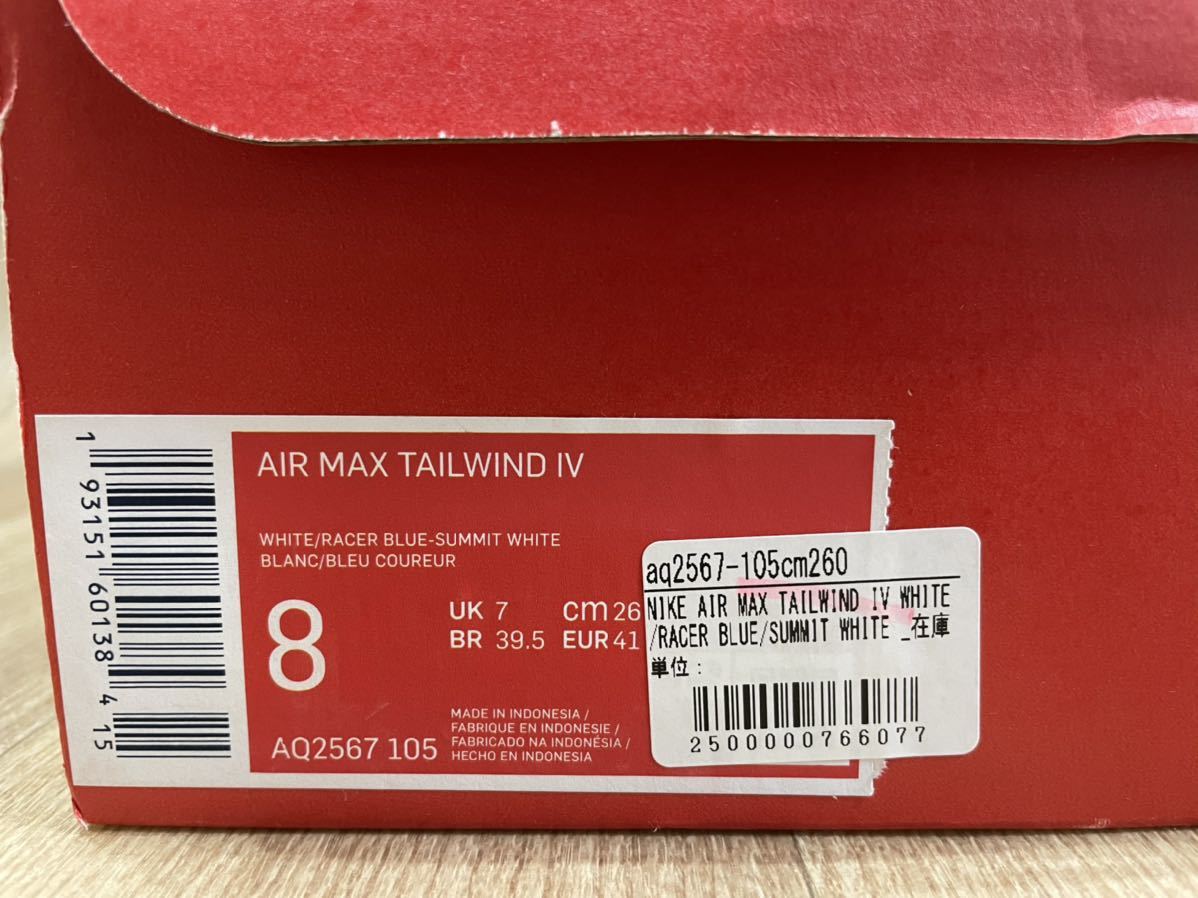 AIR MAX TAILWIND IV
WHITE/RACER BLUE-SUMMIT WHITE
BLANC/BLEU COUREUR
8
UK 7 cm 26
BR 39.5 EUR 41
AQ2567 105
MADE IN INDONESIA /
FABRIQUE EN INDONESIE /
FABRICADO NA INDONÉSIA /
HECHO EN INDONESIA
1 93151 60138 4 15
aq2567-105cm260
NIKE AIR MAX TAILWIND IV WHITE
/RACER BLUE/SUMMIT WHITE _在庫
単位：
2500000766077